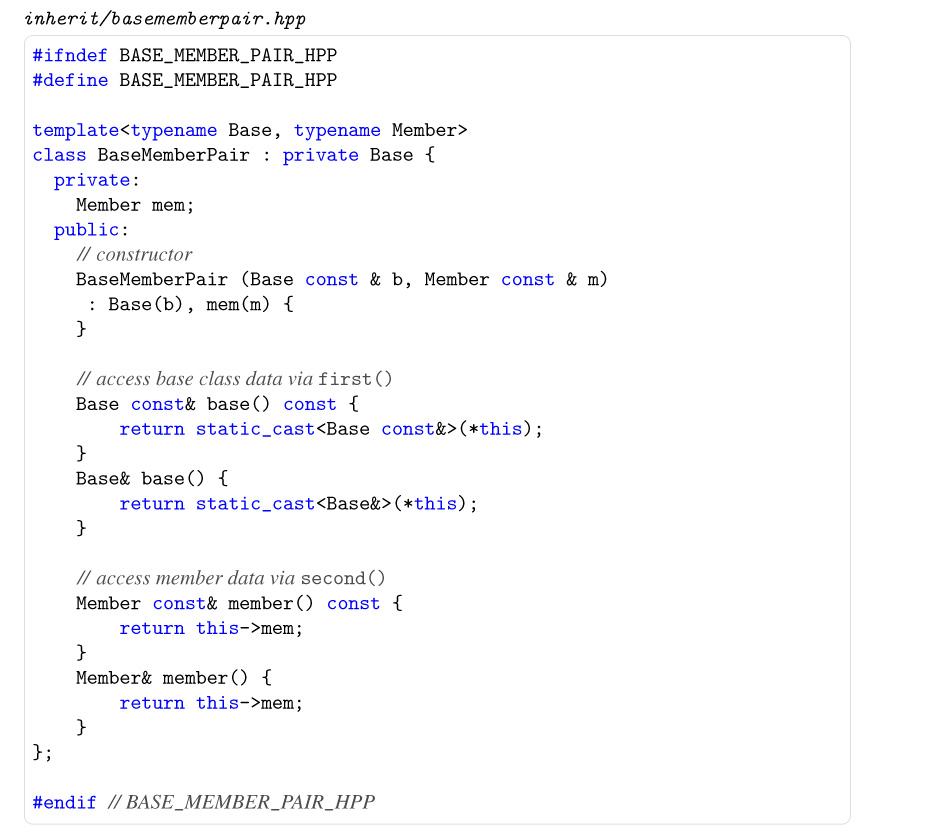 inherit/basememberpair.hpp
#ifndef BASE_MEMBER_PAIR_HPP
#define BASE_MEMBER_PAIR_HPP
template<typename Base, typename Member>
class BaseMemberPair : private Base {
private:
Member mem;
public:
// constructor
BaseMemberPair (Base const & b, Member const & m)
: Base(b), mem(m) {
}
// access base class data via first()
Base const& base() const {
return static_cast<Base const&>(*this);
}
Base& base() {
return static_cast<Base&>(*this);
}
// access member data via second()
Member const& member() const {
return this->mem;
}
Member& member() {
return this->mem;
}
};
#endif // BASE_MEMBER_PAIR_HPP